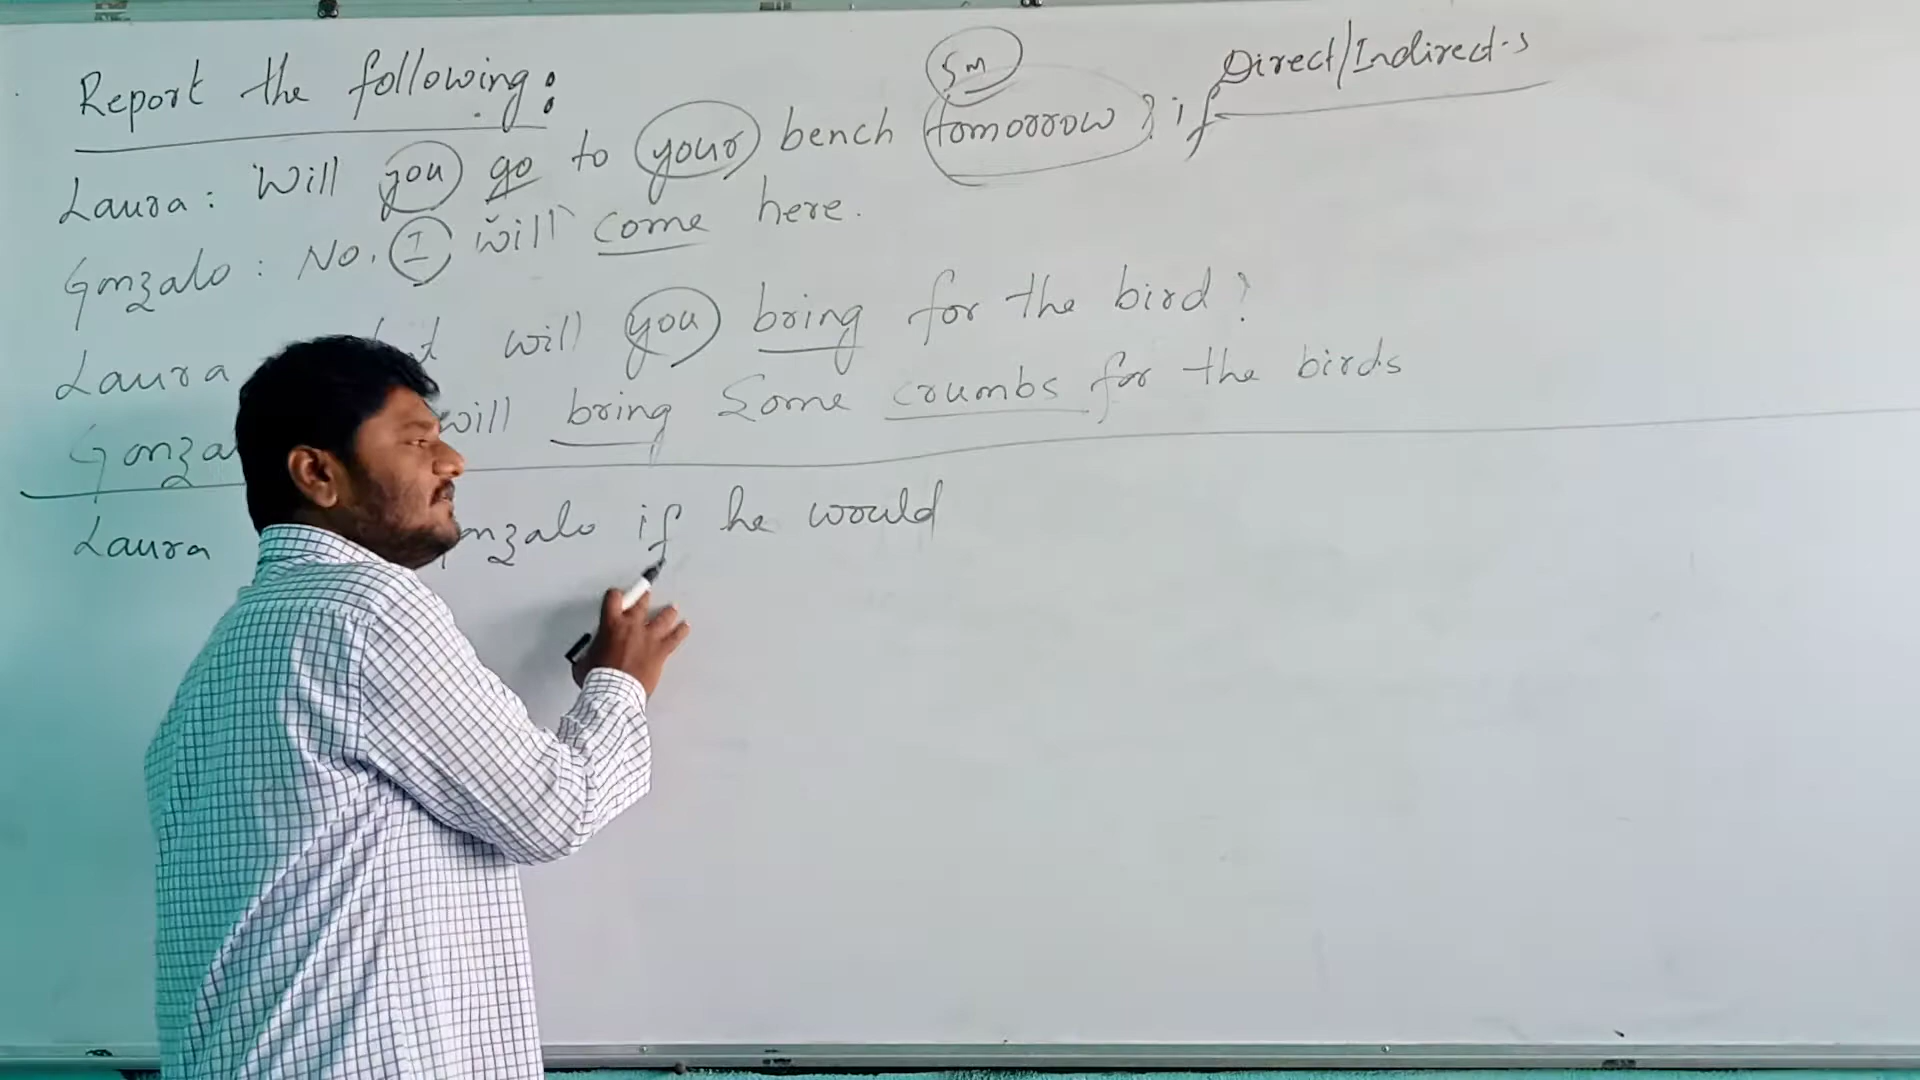 Report the following:
5m
Direct/Indirect.s
Laura: Will you go to your bench tomorrow? if
Gonzalo: No. I will come here.
Laura will you bring for the bird?
will bring Some crumbs for the birds
Laura if he would